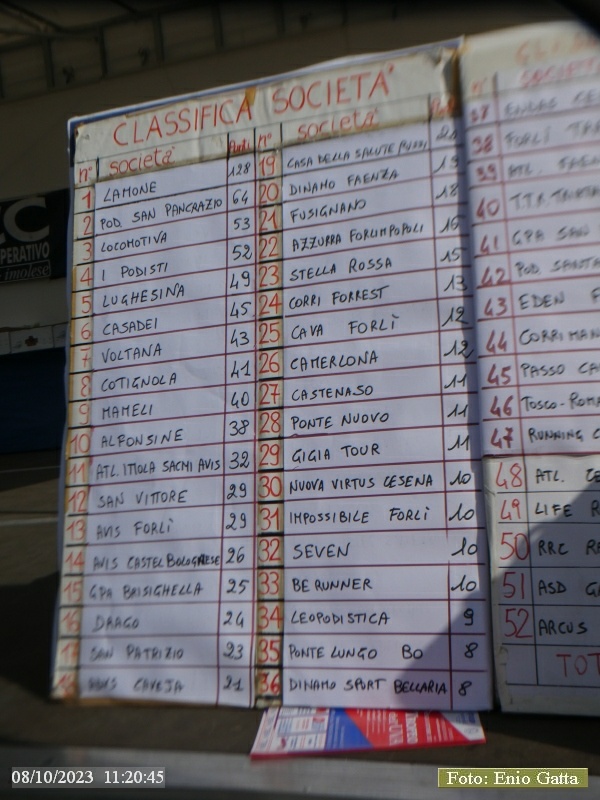 CLASSIFICA SOCIETA'
n° società Punti
1 LAMONE 128
2 POD. SAN PANCRAZIO 64
3 LOCOMOTIVA 53
4 I PODISTI 52
5 LUGHESINA 49
6 CASADEI 45
7 VOLTANA 43
8 COTIGNOLA 41
9 MAMELI 40
10 ALFONSINE 38
11 ATL. IMOLA SACMI AVIS 32
12 SAN VITTORE 29
13 AVIS FORLÌ 29
14 AVIS CASTEL BOLOGNESE 26
15 GPA BRISIGHELLA 25
16 DRAGO 24
17 SAN PATRIZIO 23
18 CAVEJA 21
n° società
19 CASA DELLA SALUTE
20 DINAMO FAENZA 19
21 FUSIGNANO 18
22 AZZURRA FORLIMPOPOLI 16
23 STELLA ROSSA 15
24 CORRI FORREST 13
25 CAVA FORLÌ 12
26 CAMERLONA 12
27 CASTENASO 11
28 PONTE NUOVO 11
29 GIGIA TOUR 11
30 NUOVA VIRTUS CESENA 10
31 IMPOSSIBILE FORLÌ 10
32 SEVEN 10
33 BE RUNNER 10
34 LEOPODISTICA 9
35 PONTE LUNGO BO 8
36 DINAMO SPORT BELLARIA 8
n°
37 ENDAS
38 FORLÌ
39 ATL.
40
41 GPA SAN
42 POD.
43 EDEN
44
45 PASSO
46
47 RUNNING
48 ATL.
49 LIFE
50 RRC
51 ASD
52 ARCUS
imolese
08/10/2023 11:20:45
Foto: Enio Gatta